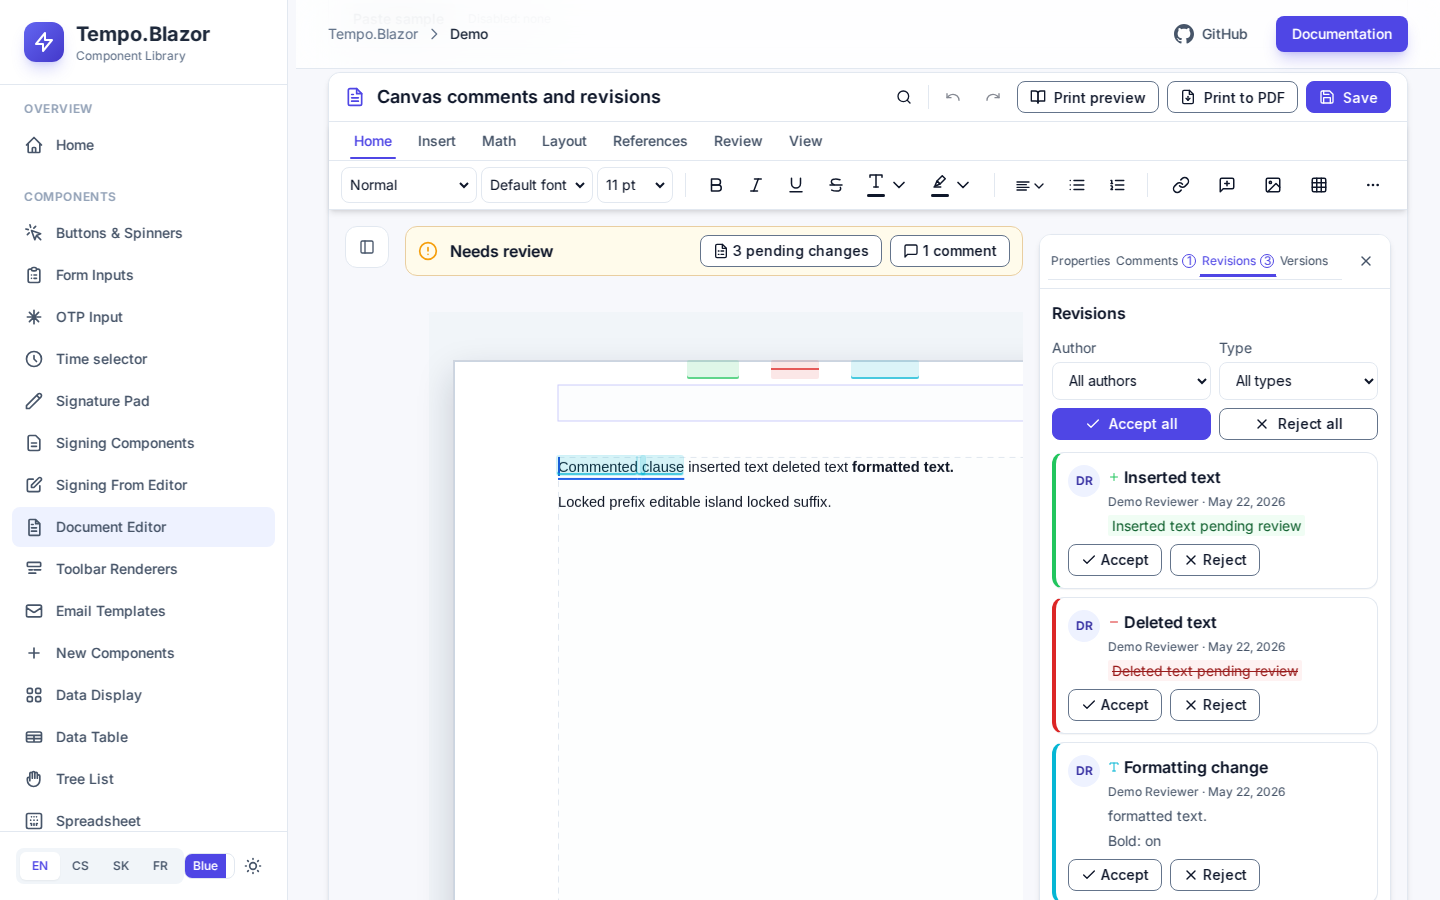 Tempo.Blazor
Component Library
OVERVIEW
Home
COMPONENTS
Buttons & Spinners
Form Inputs
OTP Input
Time selector
Signature Pad
Signing Components
Signing From Editor
Document Editor
Toolbar Renderers
Email Templates
New Components
Data Display
Data Table
Tree List
Spreadsheet
EN CS SK FR Blue
Tempo.Blazor > Demo
GitHub
Documentation
Canvas comments and revisions
Print preview
Print to PDF
Save
Home Insert Math Layout References Review View
Normal Default font 11 pt
Needs review
3 pending changes
1 comment
Commented clause inserted text deleted text formatted text.
Locked prefix editable island locked suffix.
Properties Comments 1 Revisions 3 Versions
Revisions
Author Type
All authors All types
Accept all Reject all
DR + Inserted text
Demo Reviewer · May 22, 2026
Inserted text pending review
Accept Reject
DR − Deleted text
Demo Reviewer · May 22, 2026
Deleted text pending review
Accept Reject
DR Formatting change
Demo Reviewer · May 22, 2026
formatted text.
Bold: on
Accept Reject